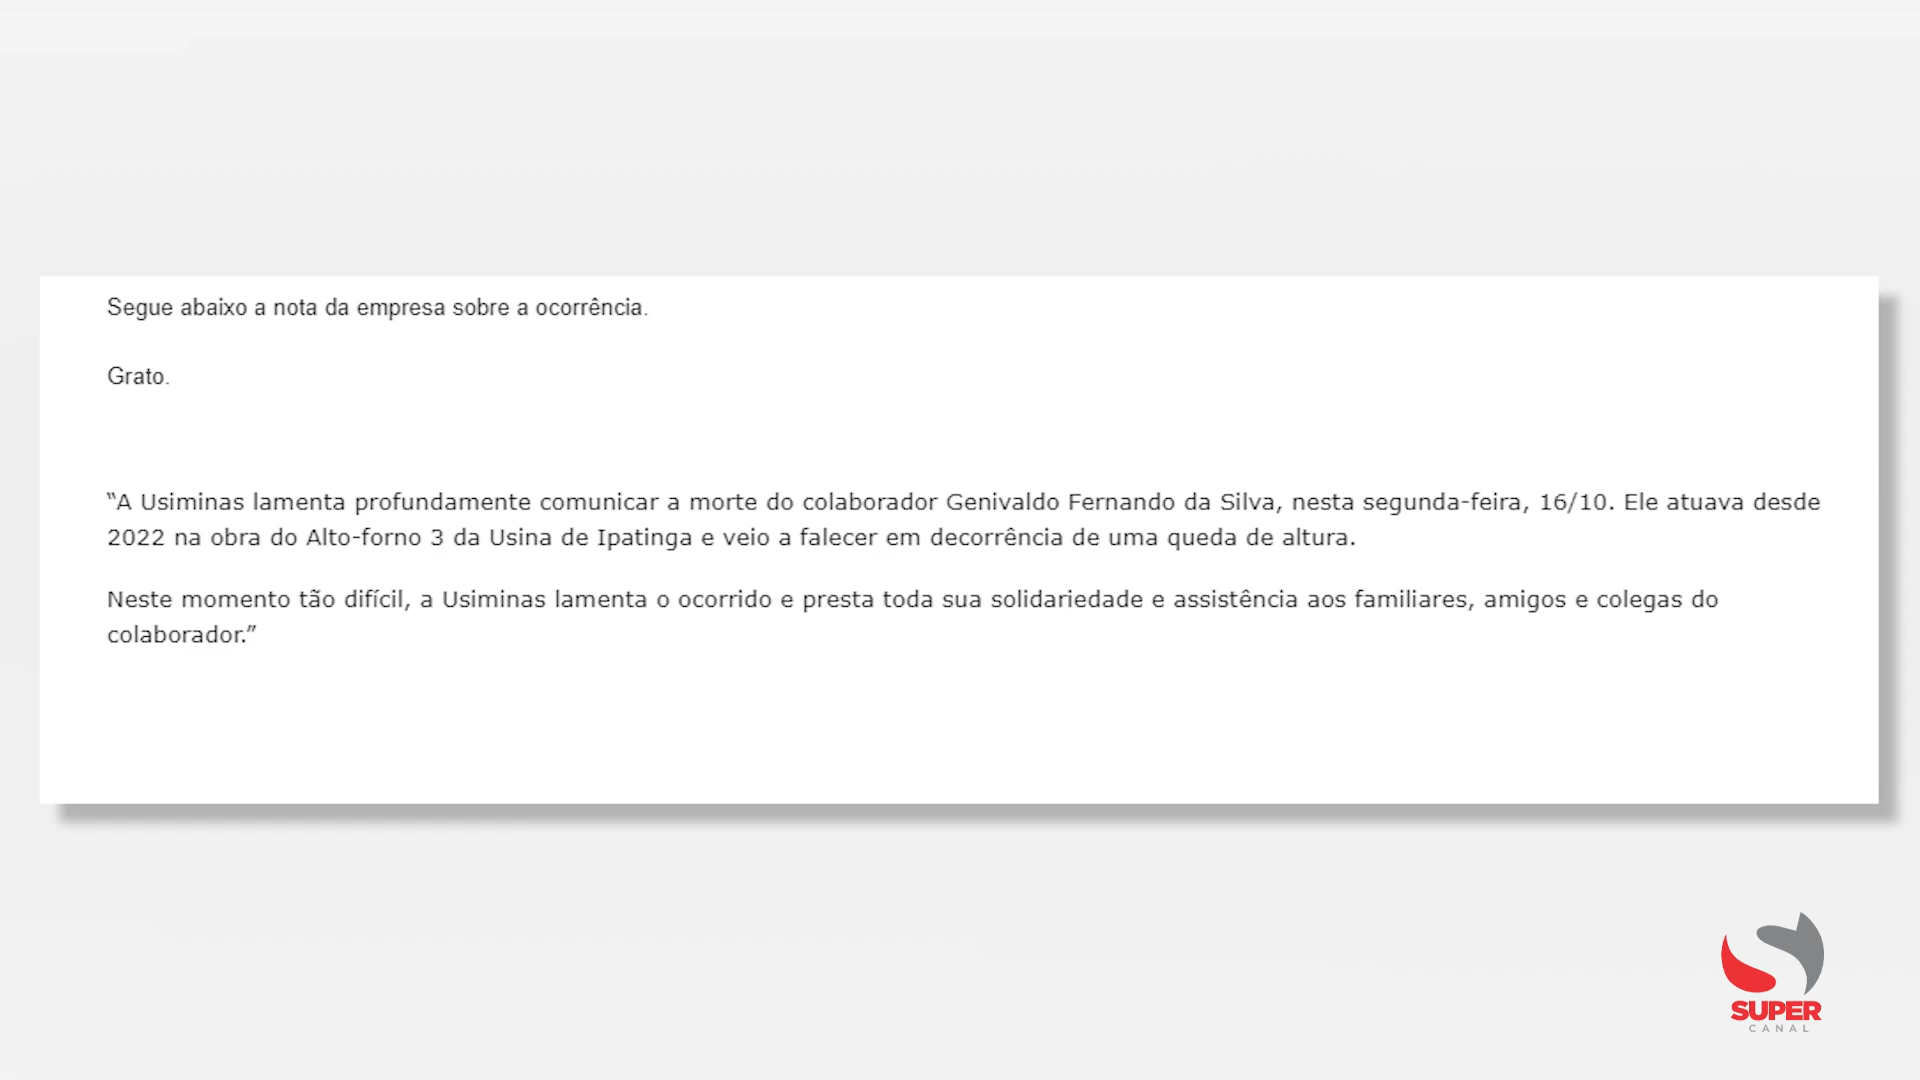 Segue abaixo a nota da empresa sobre a ocorrência.
Grato.
“A Usiminas lamenta profundamente comunicar a morte do colaborador Genivaldo Fernando da Silva, nesta segunda-feira, 16/10. Ele atuava desde
2022 na obra do Alto-forno 3 da Usina de Ipatinga e veio a falecer em decorrência de uma queda de altura.
Neste momento tão difícil, a Usiminas lamenta o ocorrido e presta toda sua solidariedade e assistência aos familiares, amigos e colegas do
colaborador.”
SUPER
CANAL